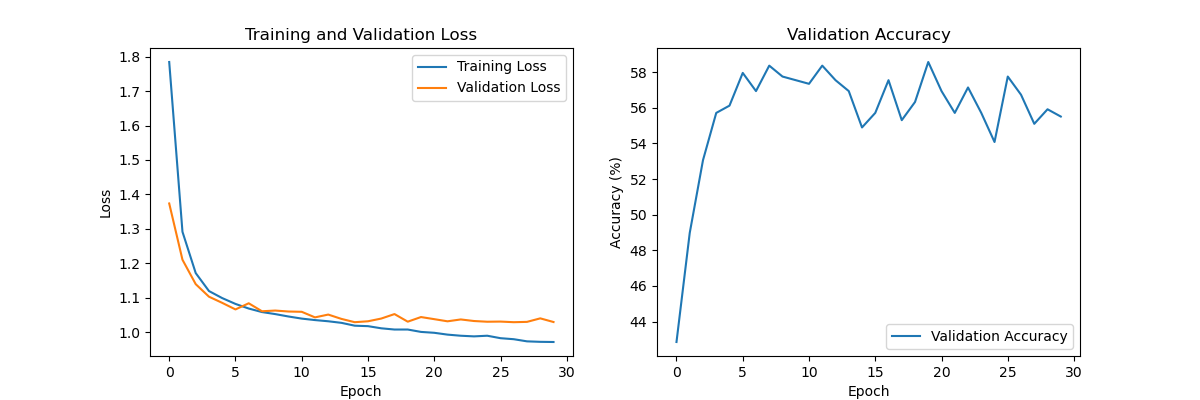 Training and Validation Loss
1.8
1.7
1.6
1.5
1.4
1.3
1.2
1.1
1.0
Loss
Training Loss
Validation Loss
0 5 10 15 20 25 30
Epoch
Validation Accuracy
58
56
54
52
50
48
46
44
Accuracy (%)
Validation Accuracy
0 5 10 15 20 25 30
Epoch